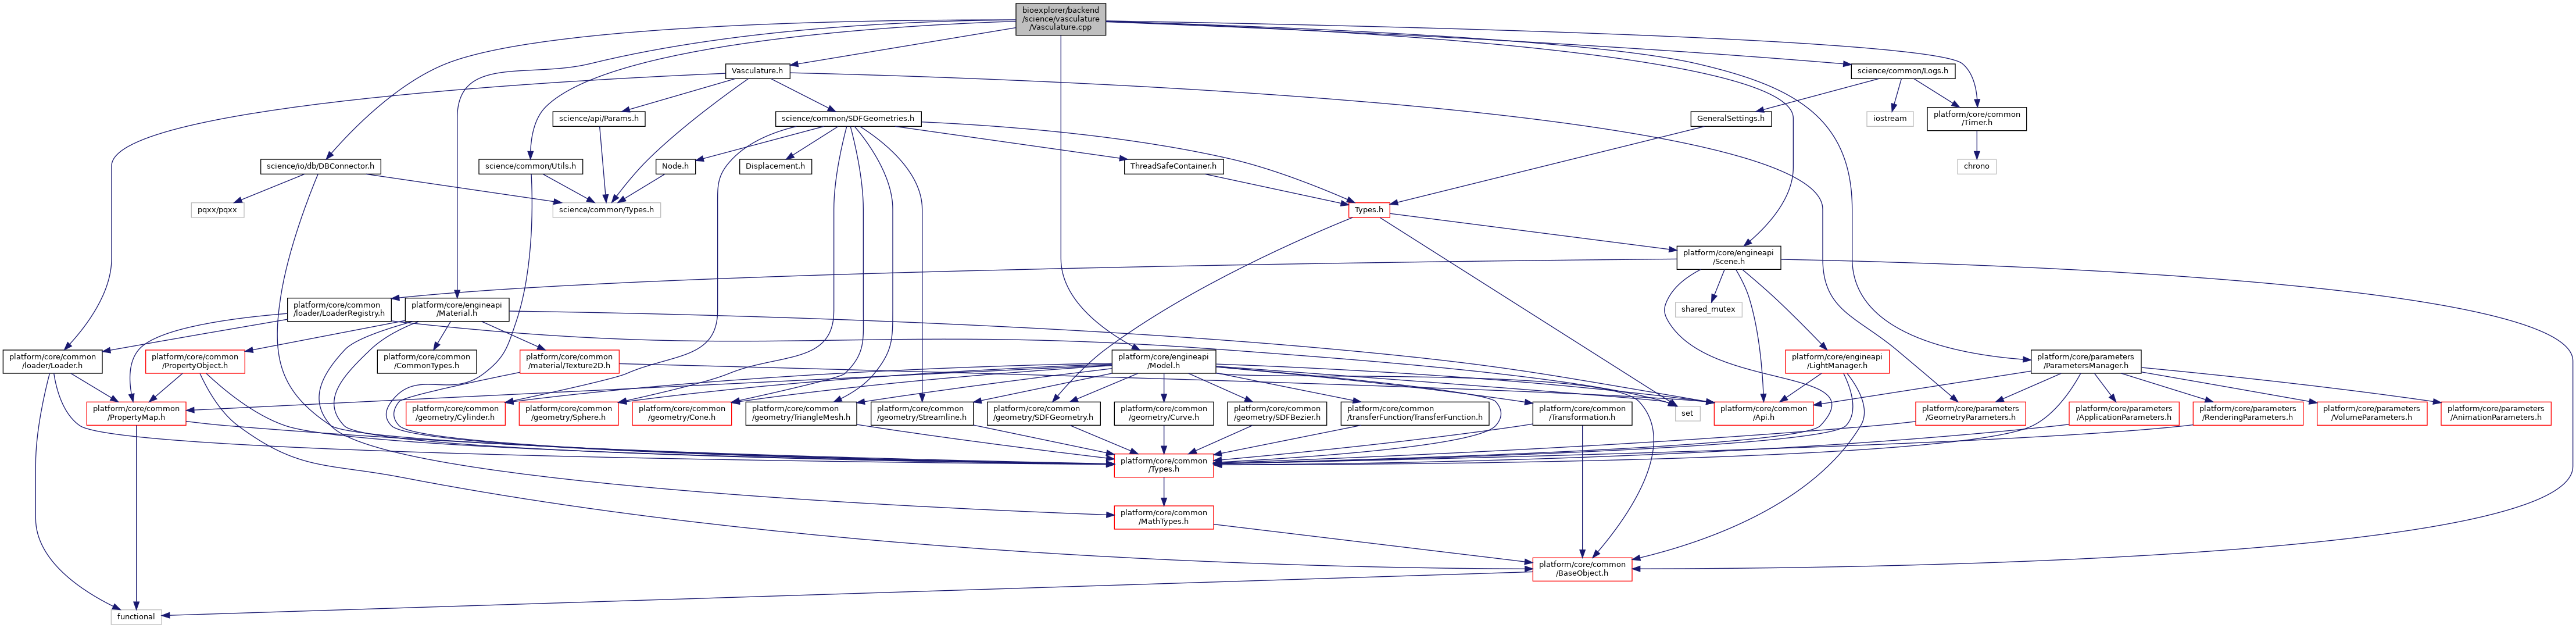 bioexplorer/backend
/science/vasculature
/Vasculature.cpp
Vasculature.h
science/common/Logs.h
science/api/Params.h
science/common/SDFGeometries.h
GeneralSettings.h
iostream
platform/core/common
/Timer.h
science/io/db/DBConnector.h
science/common/Utils.h
Node.h
Displacement.h
ThreadSafeContainer.h
chrono
pqxx/pqxx
science/common/Types.h
Types.h
platform/core/engineapi
/Scene.h
platform/core/common
/loader/LoaderRegistry.h
platform/core/engineapi
/Material.h
shared_mutex
platform/core/common
/loader/Loader.h
platform/core/common
/PropertyObject.h
platform/core/common
/CommonTypes.h
platform/core/common
/material/Texture2D.h
platform/core/engineapi
/Model.h
platform/core/engineapi
/LightManager.h
platform/core/parameters
/ParametersManager.h
platform/core/common
/PropertyMap.h
platform/core/common
/geometry/Cylinder.h
platform/core/common
/geometry/Sphere.h
platform/core/common
/geometry/Cone.h
platform/core/common
/geometry/TriangleMesh.h
platform/core/common
/geometry/Streamline.h
platform/core/common
/geometry/SDFGeometry.h
platform/core/common
/geometry/Curve.h
platform/core/common
/geometry/SDFBezier.h
platform/core/common
/transferFunction/TransferFunction.h
platform/core/common
/Transformation.h
set
platform/core/common
/Api.h
platform/core/parameters
/GeometryParameters.h
platform/core/parameters
/ApplicationParameters.h
platform/core/parameters
/RenderingParameters.h
platform/core/parameters
/VolumeParameters.h
platform/core/parameters
/AnimationParameters.h
platform/core/common
/Types.h
platform/core/common
/MathTypes.h
platform/core/common
/BaseObject.h
functional